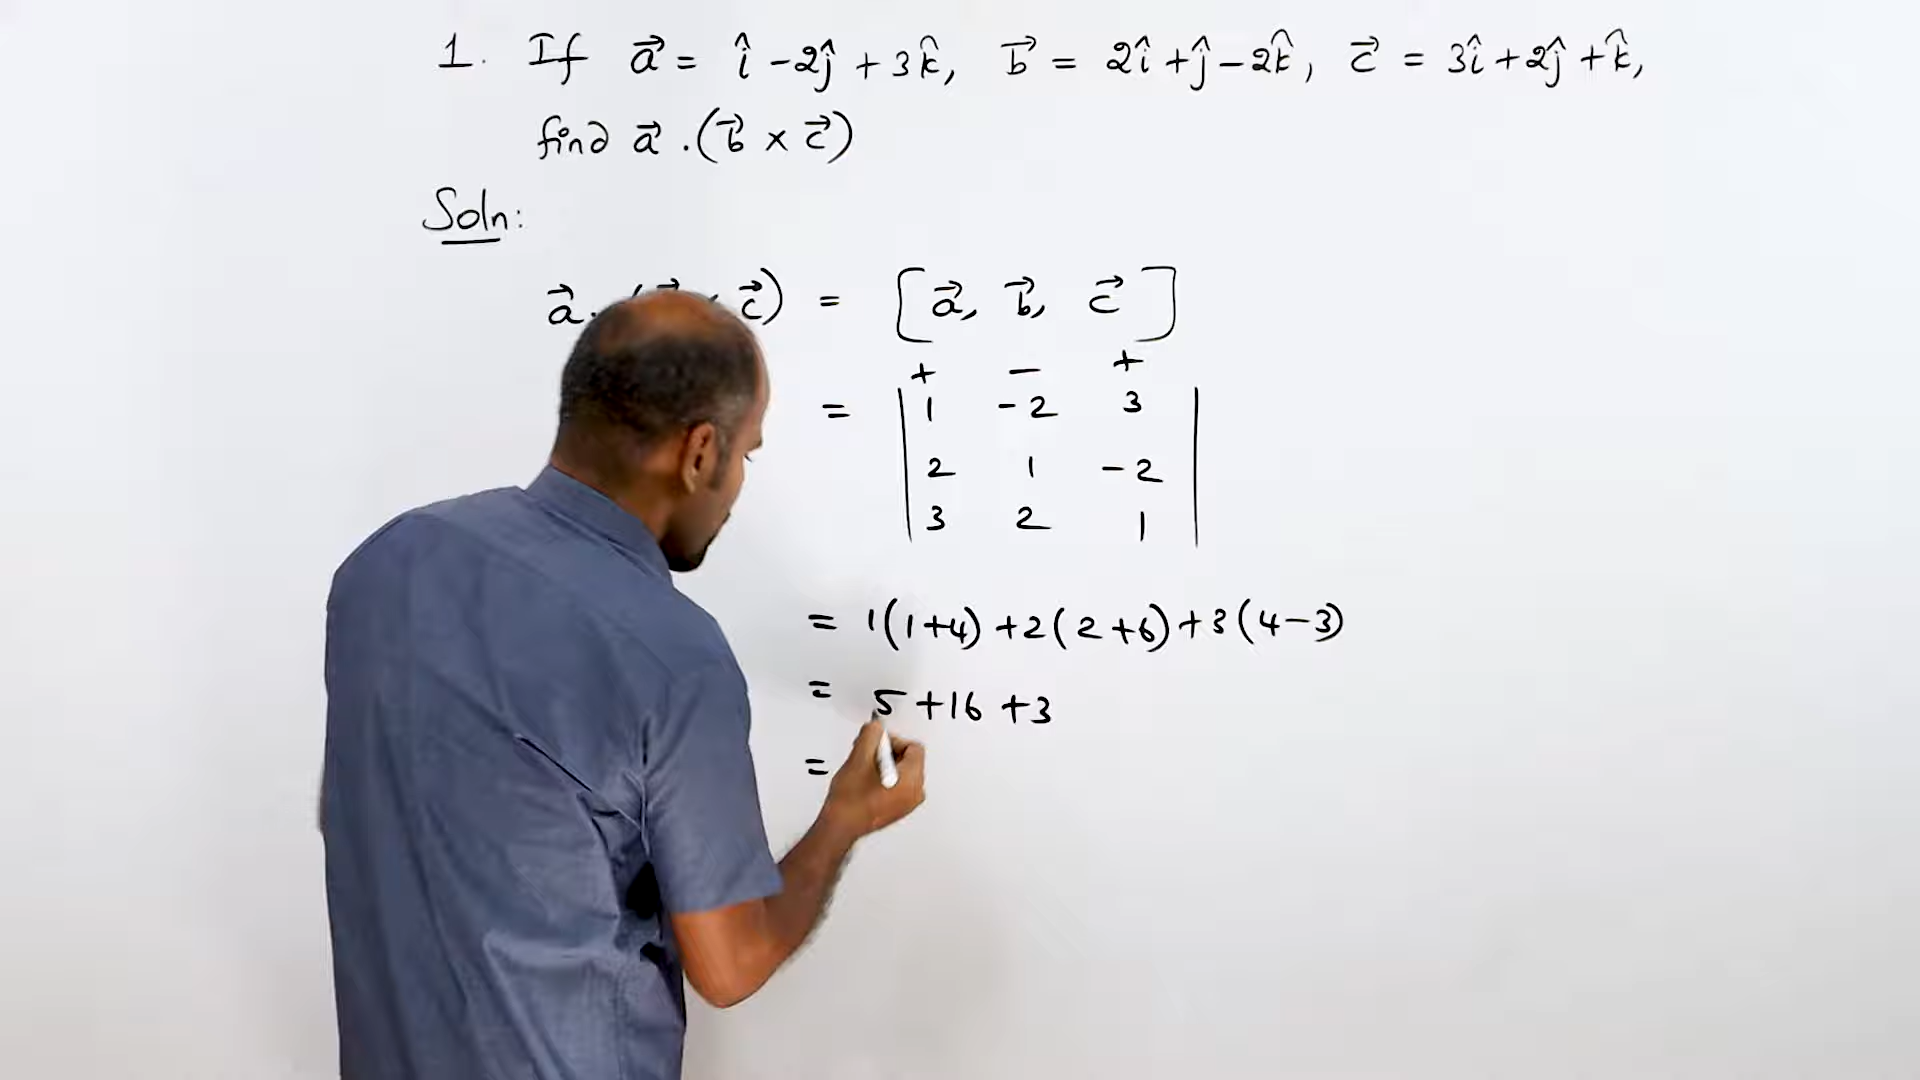 1. If a⃗ = î - 2ĵ + 3k̂, b⃗ = 2î + ĵ - 2k̂, c⃗ = 3î + 2ĵ + k̂,
find a⃗ . (b⃗ × c⃗)
Soln:
a⃗ . ( c⃗) = [a⃗, b⃗, c⃗]
+ - +
= | 1 -2 3 |
2 1 -2
3 2 1
= 1(1+4) +2(2+6)+3(4-3)
= 5 +16 +3
=